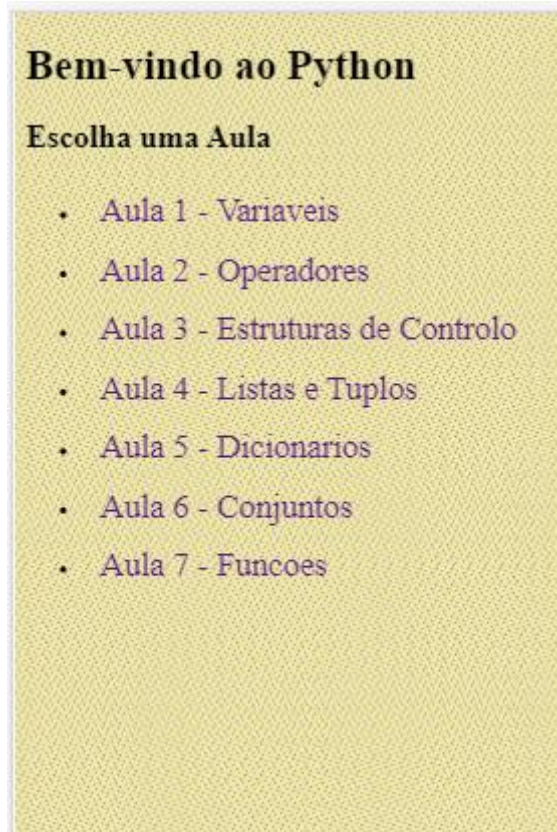 Bem-vindo ao Python
Escolha uma Aula
Aula 1 - Variaveis
Aula 2 - Operadores
Aula 3 - Estruturas de Controlo
Aula 4 - Listas e Tuplos
Aula 5 - Dicionarios
Aula 6 - Conjuntos
Aula 7 - Funcoes